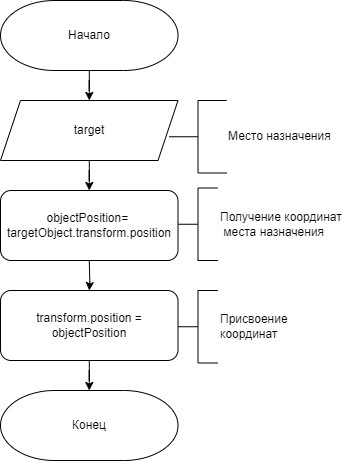 Начало
target
Место назначения
objectPosition=
targetObject.transform.position
Получение координат
места назначения
transform.position =
objectPosition
Присвоение
координат
Конец